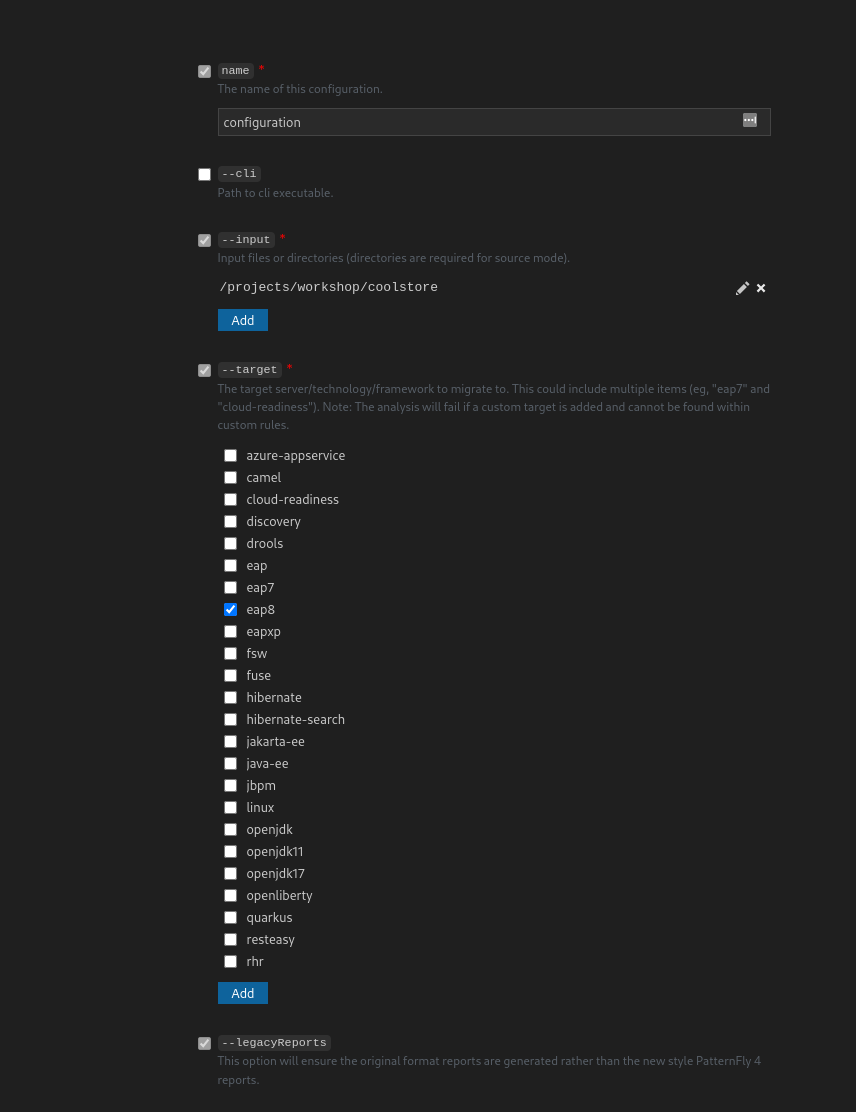 name *
The name of this configuration.
configuration
--cli
Path to cli executable.
--input *
Input files or directories (directories are required for source mode).
/projects/workshop/coolstore
Add
--target *
The target server/technology/framework to migrate to. This could include multiple items (eg, "eap7" and
"cloud-readiness"). Note: The analysis will fail if a custom target is added and cannot be found within
custom rules.
azure-appservice
camel
cloud-readiness
discovery
drools
eap
eap7
eap8
eapxp
fsw
fuse
hibernate
hibernate-search
jakarta-ee
java-ee
jbpm
linux
openjdk
openjdk11
openjdk17
openliberty
quarkus
resteasy
rhr
Add
--legacyReports
This option will ensure the original format reports are generated rather than the new style PatternFly 4
reports.